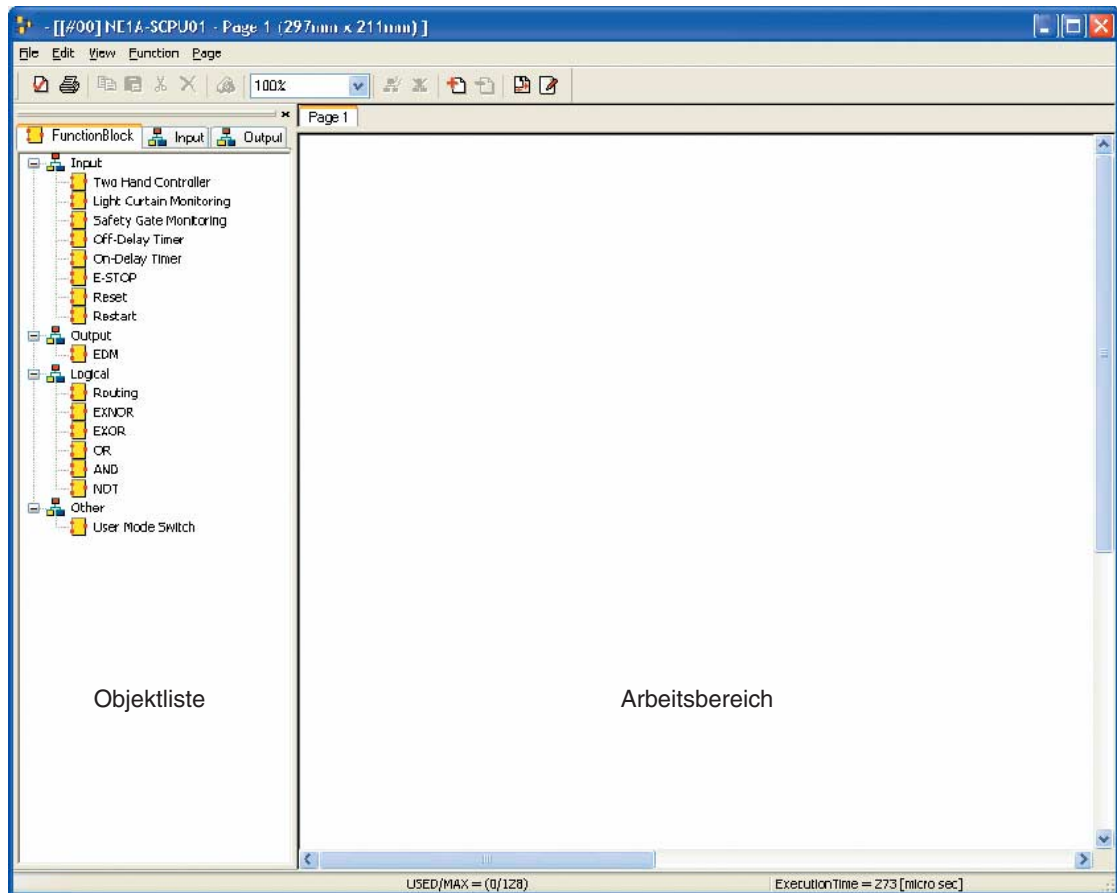 - [[#00] NE1A-SCPU01 - Page 1 (297mm x 211mm) ]
File Edit View Function Page
100%
Page 1
FunctionBlock Input Output
Input
Two Hand Controller
Light Curtain Monitoring
Safety Gate Monitoring
Off-Delay Timer
On-Delay Timer
E-STOP
Reset
Restart
Output
EDM
Logical
Routing
EXNOR
EXOR
OR
AND
NOT
Other
User Mode Switch
Objektliste Arbeitsbereich
USED/MAX = (0/128) ExecutionTime = 273 [micro sec]